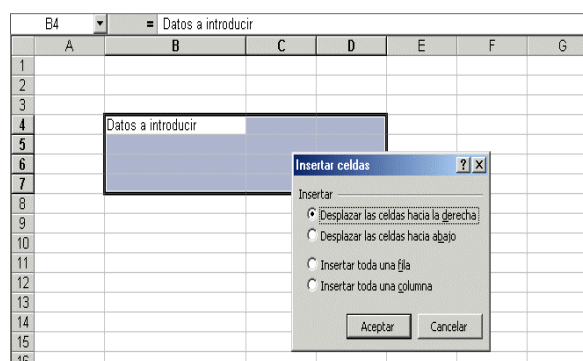 B4 = Datos a introducir
A B C D E F G
1
2
3
4 Datos a introducir
5
6
7
8
9
10
11
12
13
14
15
16
Insertar celdas
Insertar
Desplazar las celdas hacia la derecha
Desplazar las celdas hacia abajo
Insertar toda una fila
Insertar toda una columna
Aceptar Cancelar